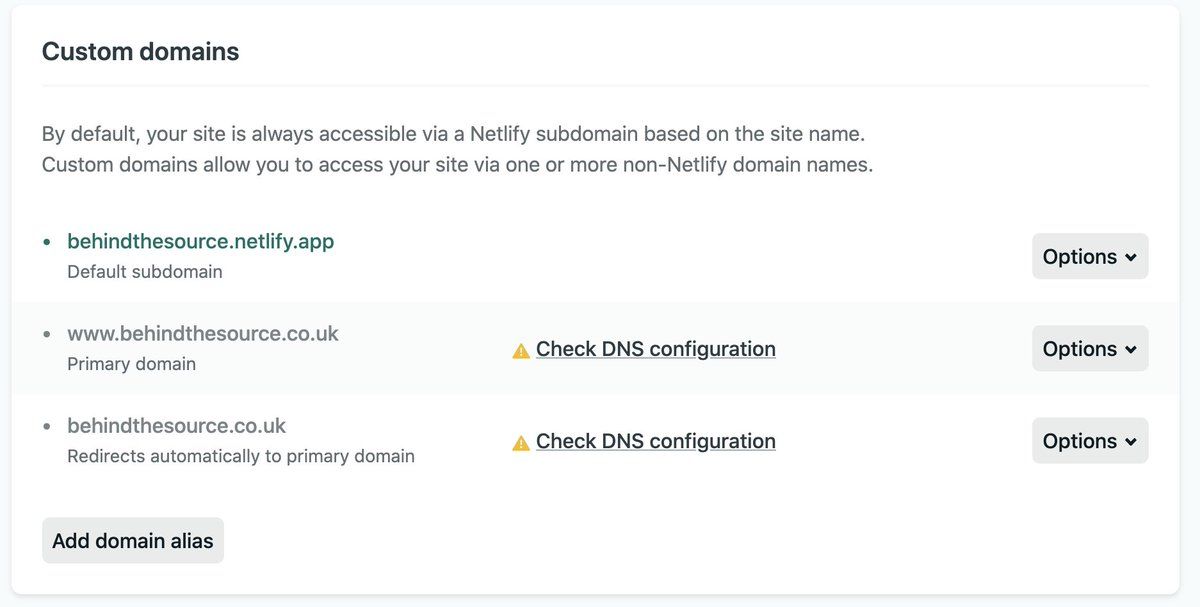 Custom domains
By default, your site is always accessible via a Netlify subdomain based on the site name.
Custom domains allow you to access your site via one or more non-Netlify domain names.
behindthesource.netlify.app
Default subdomain
Options
www.behindthesource.co.uk
Primary domain
Check DNS configuration
Options
behindthesource.co.uk
Redirects automatically to primary domain
Check DNS configuration
Options
Add domain alias